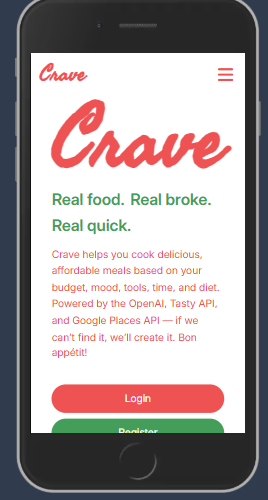 Crave
Crave
Real food. Real broke.
Real quick.
Crave helps you cook delicious,
affordable meals based on your
budget, mood, tools, time, and diet.
Powered by the OpenAI, Tasty API,
and Google Places API — if we
can't find it, we'll create it. Bon
appétit!
Login
Register